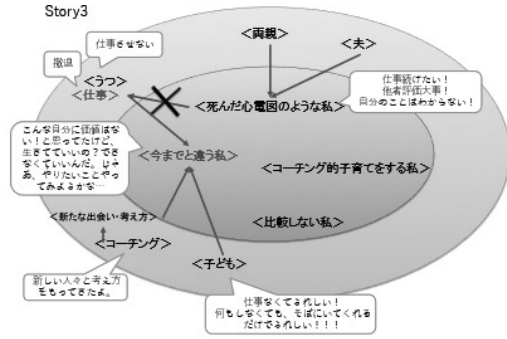 Story3
仕事させない
＜両親＞
＜夫＞
撤退
＜うつ＞
＜仕事＞
＜死んだ心電図のような私＞
仕事続けたい！
他者評価大事！
自分のことはわからない！
こんな自分に価値はな
い！と思ってたけど、
生きてていいの？でき
なくていいんだ。じゃ
あ、やりたいことやっ
てみよるかな…
＜今までと違う私＞
＜コーチング的子育てをする私＞
＜新たな出会い・考え方＞
＜比較しない私＞
＜コーチング＞
＜子ども＞
新しい人々と考え方
をもってきたよ。
仕事なくてうれしい！
何もしなくても、そばにいてくれる
だけでうれしい！！！